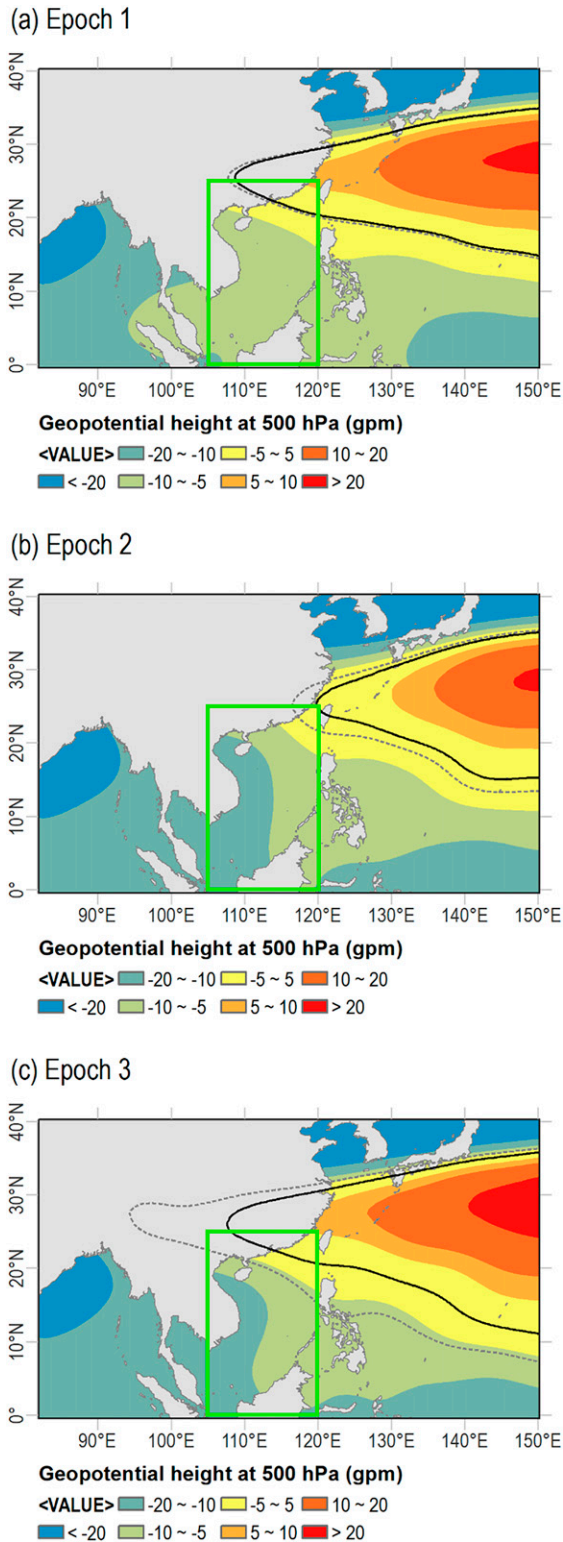 (a) Epoch 1
40°N
30°N
20°N
10°N
0°
90°E 100°E 110°E 120°E 130°E 140°E 150°E
Geopotential height at 500 hPa (gpm)
<VALUE> -20 ~ -10 -5 ~ 5 10 ~ 20
< -20 -10 ~ -5 5 ~ 10 > 20
(b) Epoch 2
40°N
30°N
20°N
10°N
0°
90°E 100°E 110°E 120°E 130°E 140°E 150°E
Geopotential height at 500 hPa (gpm)
<VALUE> -20 ~ -10 -5 ~ 5 10 ~ 20
< -20 -10 ~ -5 5 ~ 10 > 20
(c) Epoch 3
40°N
30°N
20°N
10°N
0°
90°E 100°E 110°E 120°E 130°E 140°E 150°E
Geopotential height at 500 hPa (gpm)
<VALUE> -20 ~ -10 -5 ~ 5 10 ~ 20
< -20 -10 ~ -5 5 ~ 10 > 20